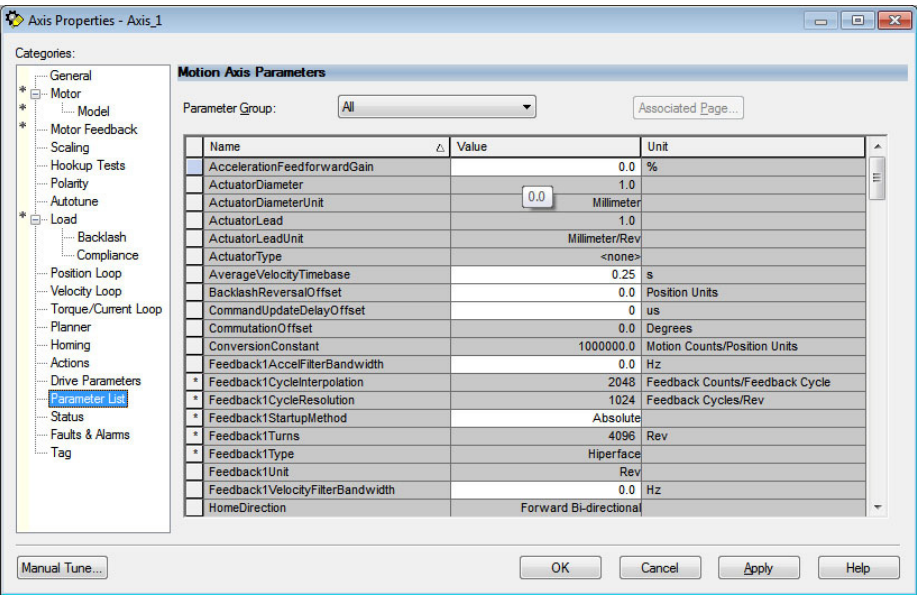 Axis Properties - Axis_1
Categories:
General
* Motor
* Model
* Motor Feedback
Scaling
Hookup Tests
Polarity
Autotune
* Load
Backlash
Compliance
Position Loop
Velocity Loop
Torque/Current Loop
Planner
Homing
Actions
Drive Parameters
Parameter List
Status
Faults & Alarms
Tag
Motion Axis Parameters
Parameter Group: All Associated Page...
Name Value Unit
AccelerationFeedforwardGain 0.0 %
ActuatorDiameter 1.0
0.0
ActuatorDiameterUnit Millimeter
ActuatorLead 1.0
ActuatorLeadUnit Millimeter/Rev
ActuatorType <none>
AverageVelocityTimebase 0.25 s
BacklashReversalOffset 0.0 Position Units
CommandUpdateDelayOffset 0 us
CommutationOffset 0.0 Degrees
ConversionConstant 1000000.0 Motion Counts/Position Units
Feedback1AccelFilterBandwidth 0.0 Hz
* Feedback1CycleInterpolation 2048 Feedback Counts/Feedback Cycle
* Feedback1CycleResolution 1024 Feedback Cycles/Rev
* Feedback1StartupMethod Absolute
* Feedback1Turns 4096 Rev
* Feedback1Type Hiperface
Feedback1Unit Rev
Feedback1VelocityFilterBandwidth 0.0 Hz
HomeDirection Forward Bi-directional
Manual Tune... OK Cancel Apply Help